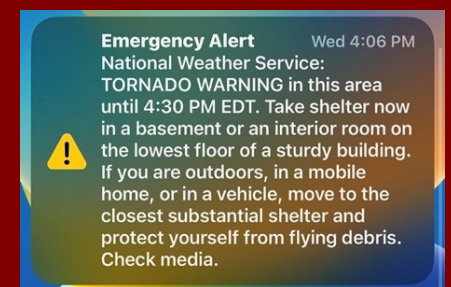 Emergency Alert Wed 4:06 PM
National Weather Service:
TORNADO WARNING in this area
until 4:30 PM EDT. Take shelter now
in a basement or an interior room on
the lowest floor of a sturdy building.
If you are outdoors, in a mobile
home, or in a vehicle, move to the
closest substantial shelter and
protect yourself from flying debris.
Check media.